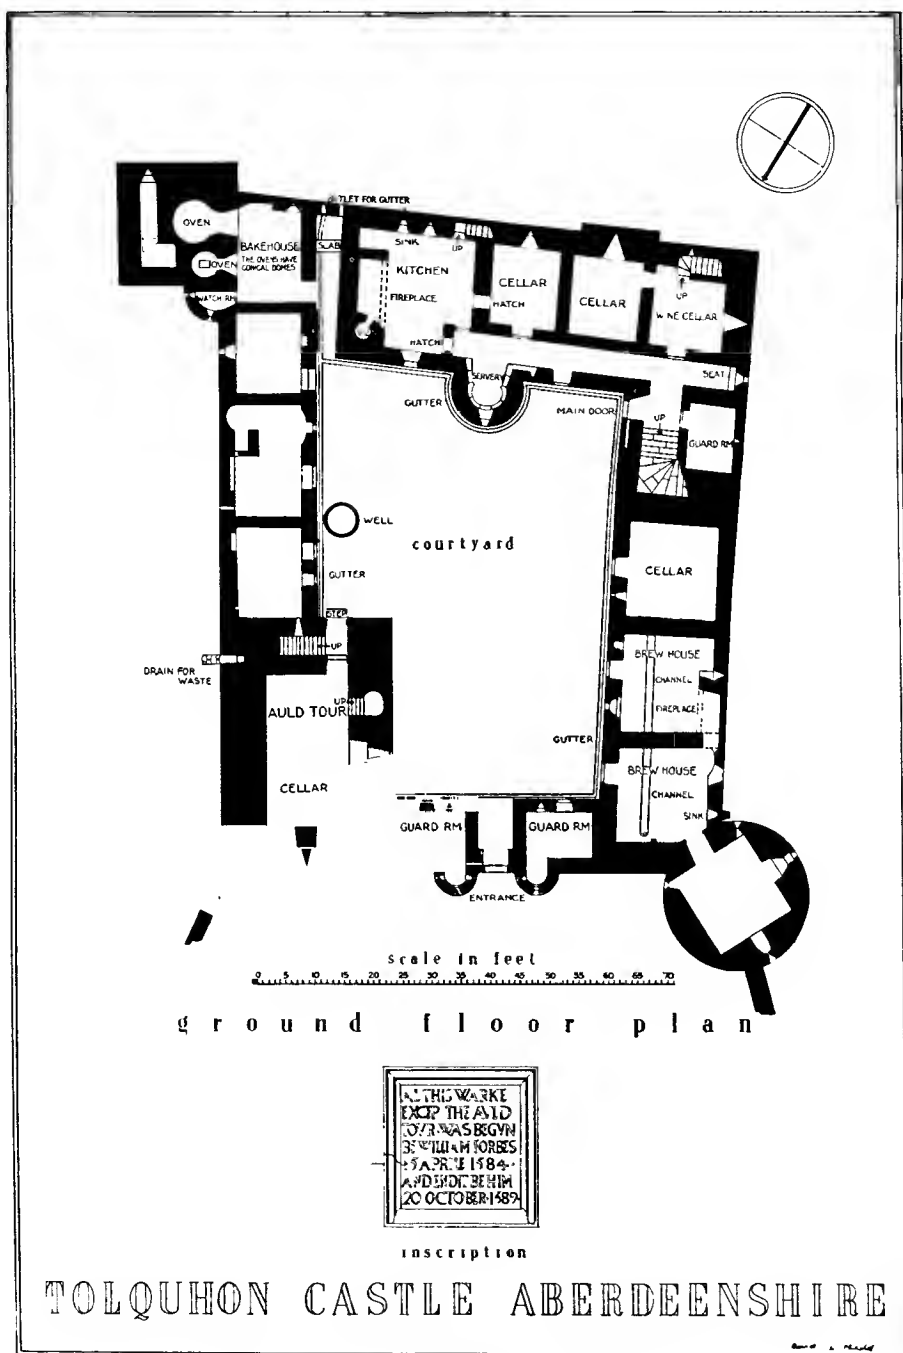 TLET FOR GUTTER
OVEN
BAKEHOUSE
THE OVENS HAVE
CONICAL DOMES
OVEN
SLAB
SINK
UP
KITCHEN
FIREPLACE
HATCH
HATCH
CELLAR
CELLAR
UP
WINE CELLAR
WATCH RM
SERVERY
SEAT
GUTTER
MAIN DOOR
UP
GUARD RM
WELL
courtyard
GUTTER
CELLAR
STEP
UP
DRAIN FOR
WASTE
BREW HOUSE
CHANNEL
FIREPLACE
UP
AULD TOUR
GUTTER
CELLAR
BREW HOUSE
CHANNEL
SINK
GUARD RM
GUARD RM
ENTRANCE
scale in feet
0 5 10 15 20 25 30 35 40 45 50 55 60 65 70
ground floor plan
AL THIS WARKE
EXCEP THE AVLD
TOVR WAS BEGVN
BE WILLIAM FORBES
15 APRILE 1584
AND ENDIT BE HIM
20 OCTOBER 1589
inscription
TOLQUHON CASTLE ABERDEENSHIRE